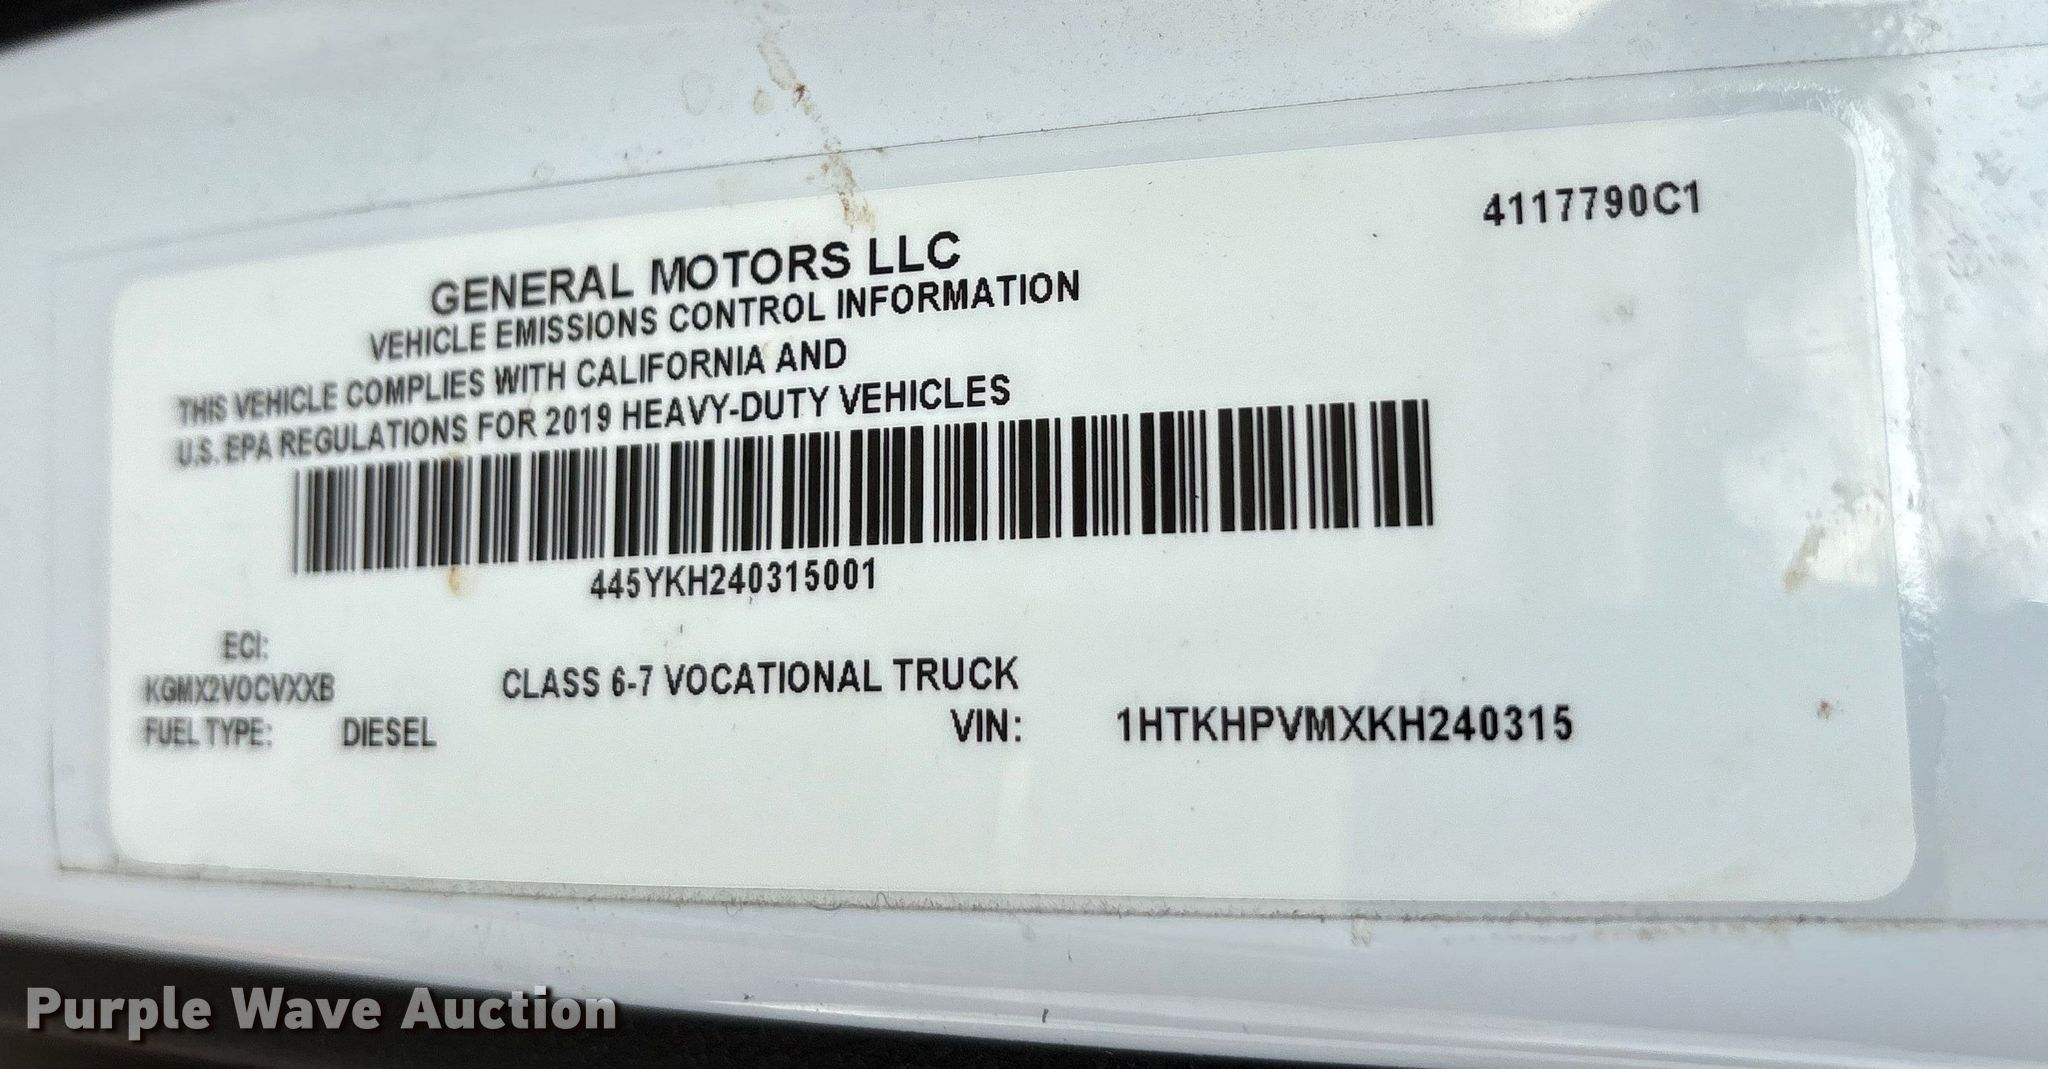 4117790C1
GENERAL MOTORS LLC
VEHICLE EMISSIONS CONTROL INFORMATION
THIS VEHICLE COMPLIES WITH CALIFORNIA AND
U.S. EPA REGULATIONS FOR 2019 HEAVY-DUTY VEHICLES
445YKH240315001
ECI:
KGMX2VOCVXXB
CLASS 6-7 VOCATIONAL TRUCK
FUEL TYPE: DIESEL
VIN: 1HTKHPVMXKH240315
Purple Wave Auction